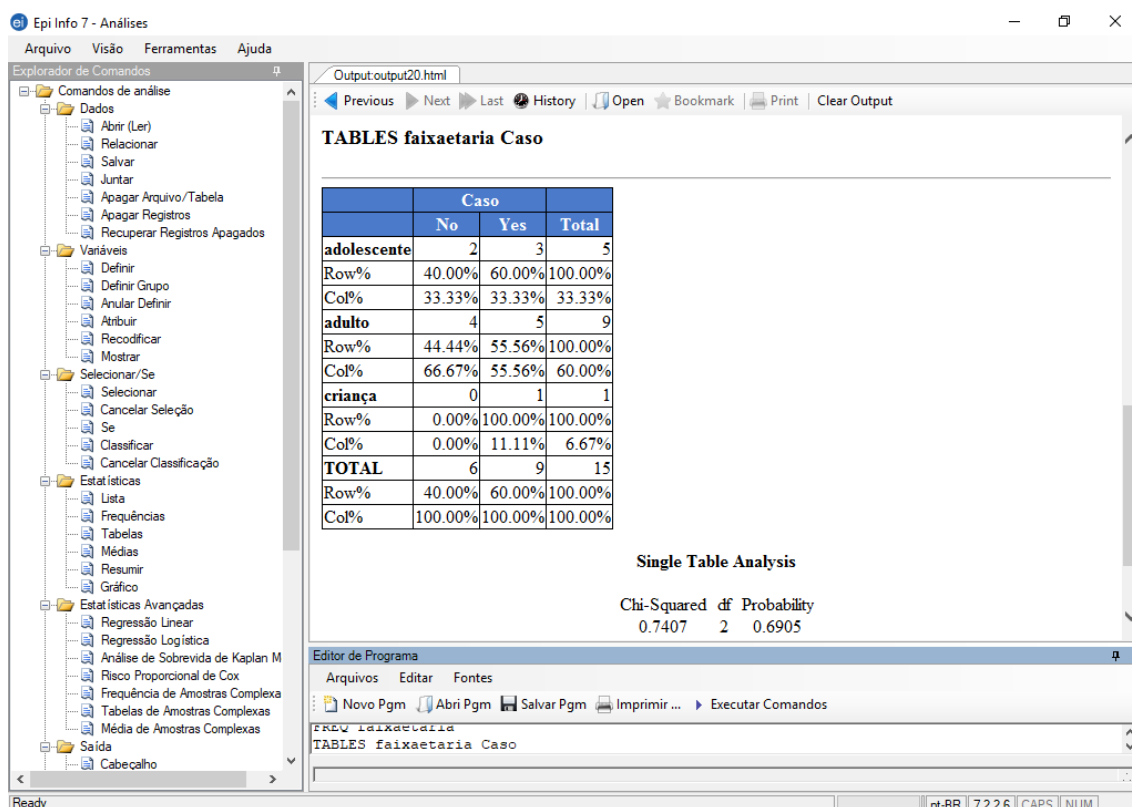 Epi Info 7 - Análises
Arquivo Visão Ferramentas Ajuda
Explorador de Comandos
Comandos de análise
Dados
Abrir (Ler)
Relacionar
Salvar
Juntar
Apagar Arquivo/Tabela
Apagar Registros
Recuperar Registros Apagados
Variáveis
Definir
Definir Grupo
Anular Definir
Atribuir
Recodificar
Mostrar
Selecionar/Se
Selecionar
Cancelar Seleção
Se
Classificar
Cancelar Classificação
Estatísticas
Lista
Frequências
Tabelas
Médias
Resumir
Gráfico
Estatísticas Avançadas
Regressão Linear
Regressão Logística
Análise de Sobrevida de Kaplan M
Risco Proporcional de Cox
Frequência de Amostras Complexa
Tabelas de Amostras Complexas
Média de Amostras Complexas
Saída
Cabeçalho
Output:output20.html
Previous Next Last History Open Bookmark Print Clear Output
TABLES faixaetaria Caso
Caso
No Yes Total
adolescente 2 3 5
Row% 40.00% 60.00% 100.00%
Col% 33.33% 33.33% 33.33%
adulto 4 5 9
Row% 44.44% 55.56% 100.00%
Col% 66.67% 55.56% 60.00%
criança 0 1 1
Row% 0.00% 100.00% 100.00%
Col% 0.00% 11.11% 6.67%
TOTAL 6 9 15
Row% 40.00% 60.00% 100.00%
Col% 100.00% 100.00% 100.00%
Single Table Analysis
Chi-Squared df Probability
0.7407 2 0.6905
Editor de Programa
Arquivos Editar Fontes
Novo Pgm Abri Pgm Salvar Pgm Imprimir ... Executar Comandos
FREQ faixaetaria
TABLES faixaetaria Caso
Ready
pt-BR 7.2.2.6 CAPS NUM